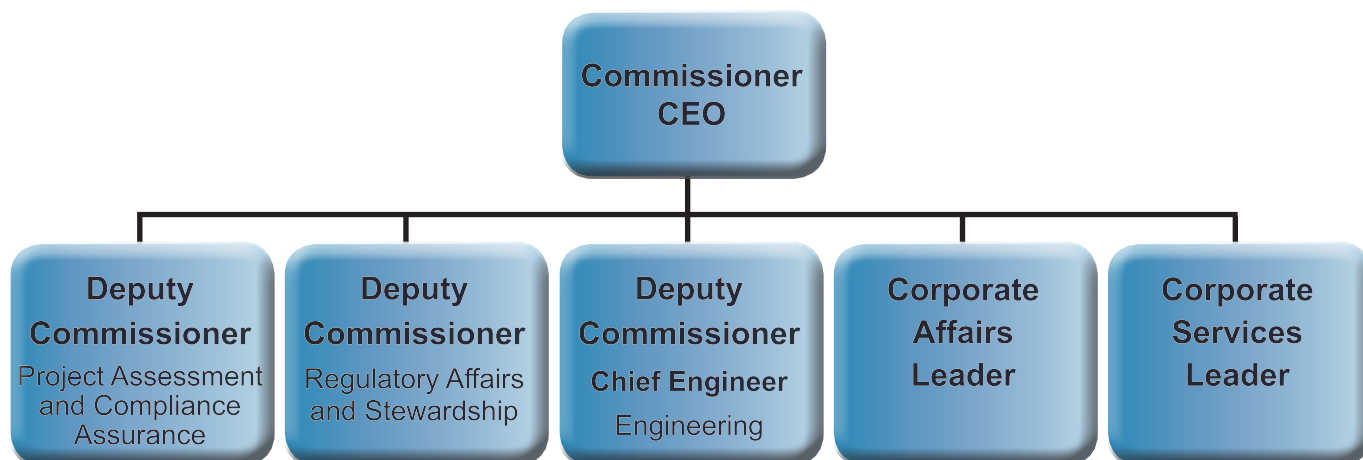 Commissioner
CEO
Deputy
Commissioner
Project Assessment
and Compliance
Assurance
Deputy
Commissioner
Regulatory Affairs
and Stewardship
Deputy
Commissioner
Chief Engineer
Engineering
Corporate
Affairs
Leader
Corporate
Services
Leader